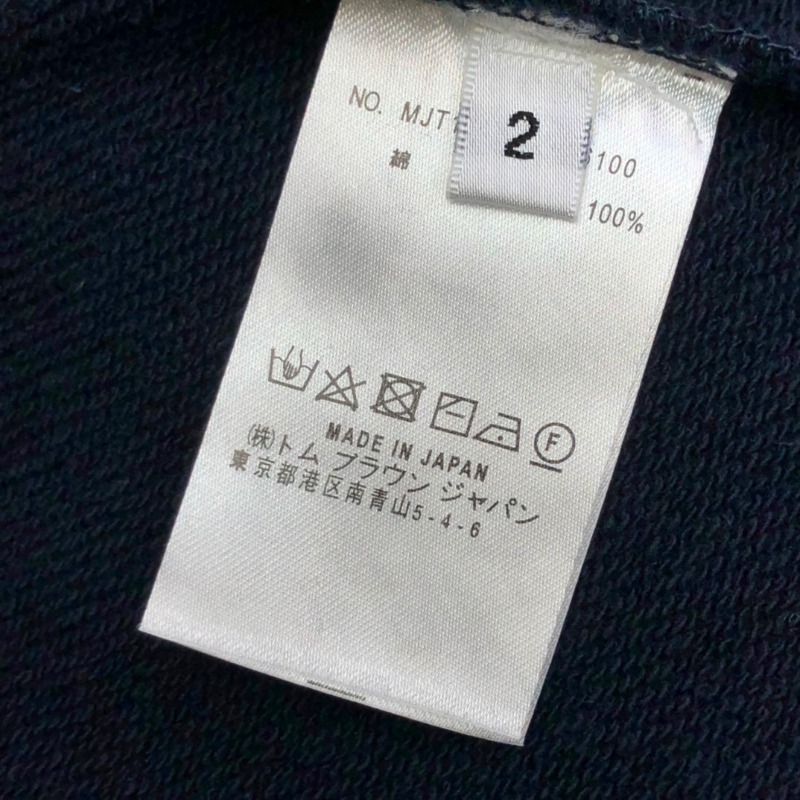 NO. MJT
2
100
綿 100%
F
MADE IN JAPAN
(株)トム ブラウン ジャパン
東京都港区南青山5-4-6